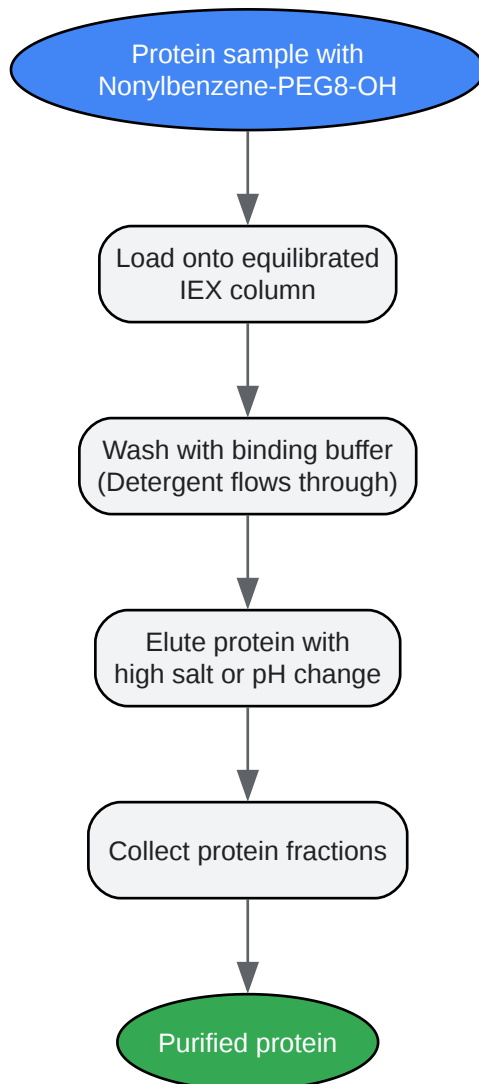 Protein sample with
Nonylbenzene-PEG8-OH
Load onto equilibrated
IEX column
Wash with binding buffer
(Detergent flows through)
Elute protein with
high salt or pH change
Collect protein fractions
Purified protein